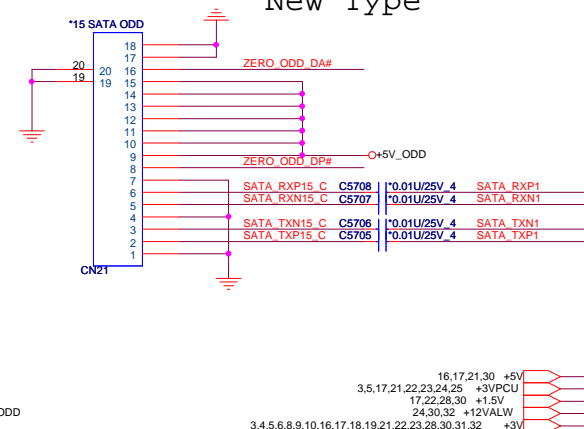 New Type
*15 SATA ODD
18
17
20 20 16 ZERO_ODD_DA#
19 19 15
14
13
12
11
10
9 +5V_ODD
8 ZERO_ODD_DP#
7
6 SATA_RXP15_C C5708 *0.01U/25V_4 SATA_RXP1
5 SATA_RXN15_C C5707 *0.01U/25V_4 SATA_RXN1
4
3 SATA_TXN15_C C5706 *0.01U/25V_4 SATA_TXN1
2 SATA_TXP15_C C5705 *0.01U/25V_4 SATA_TXP1
1
CN21
16,17,21,30 +5V
3,5,17,21,22,23,24,25 +3VPCU
17,22,28,30 +1.5V
ODD 24,30,32 +12VALW
3,4,5,6,8,9,10,16,17,18,19,21,22,23,28,30,31,32 +3V